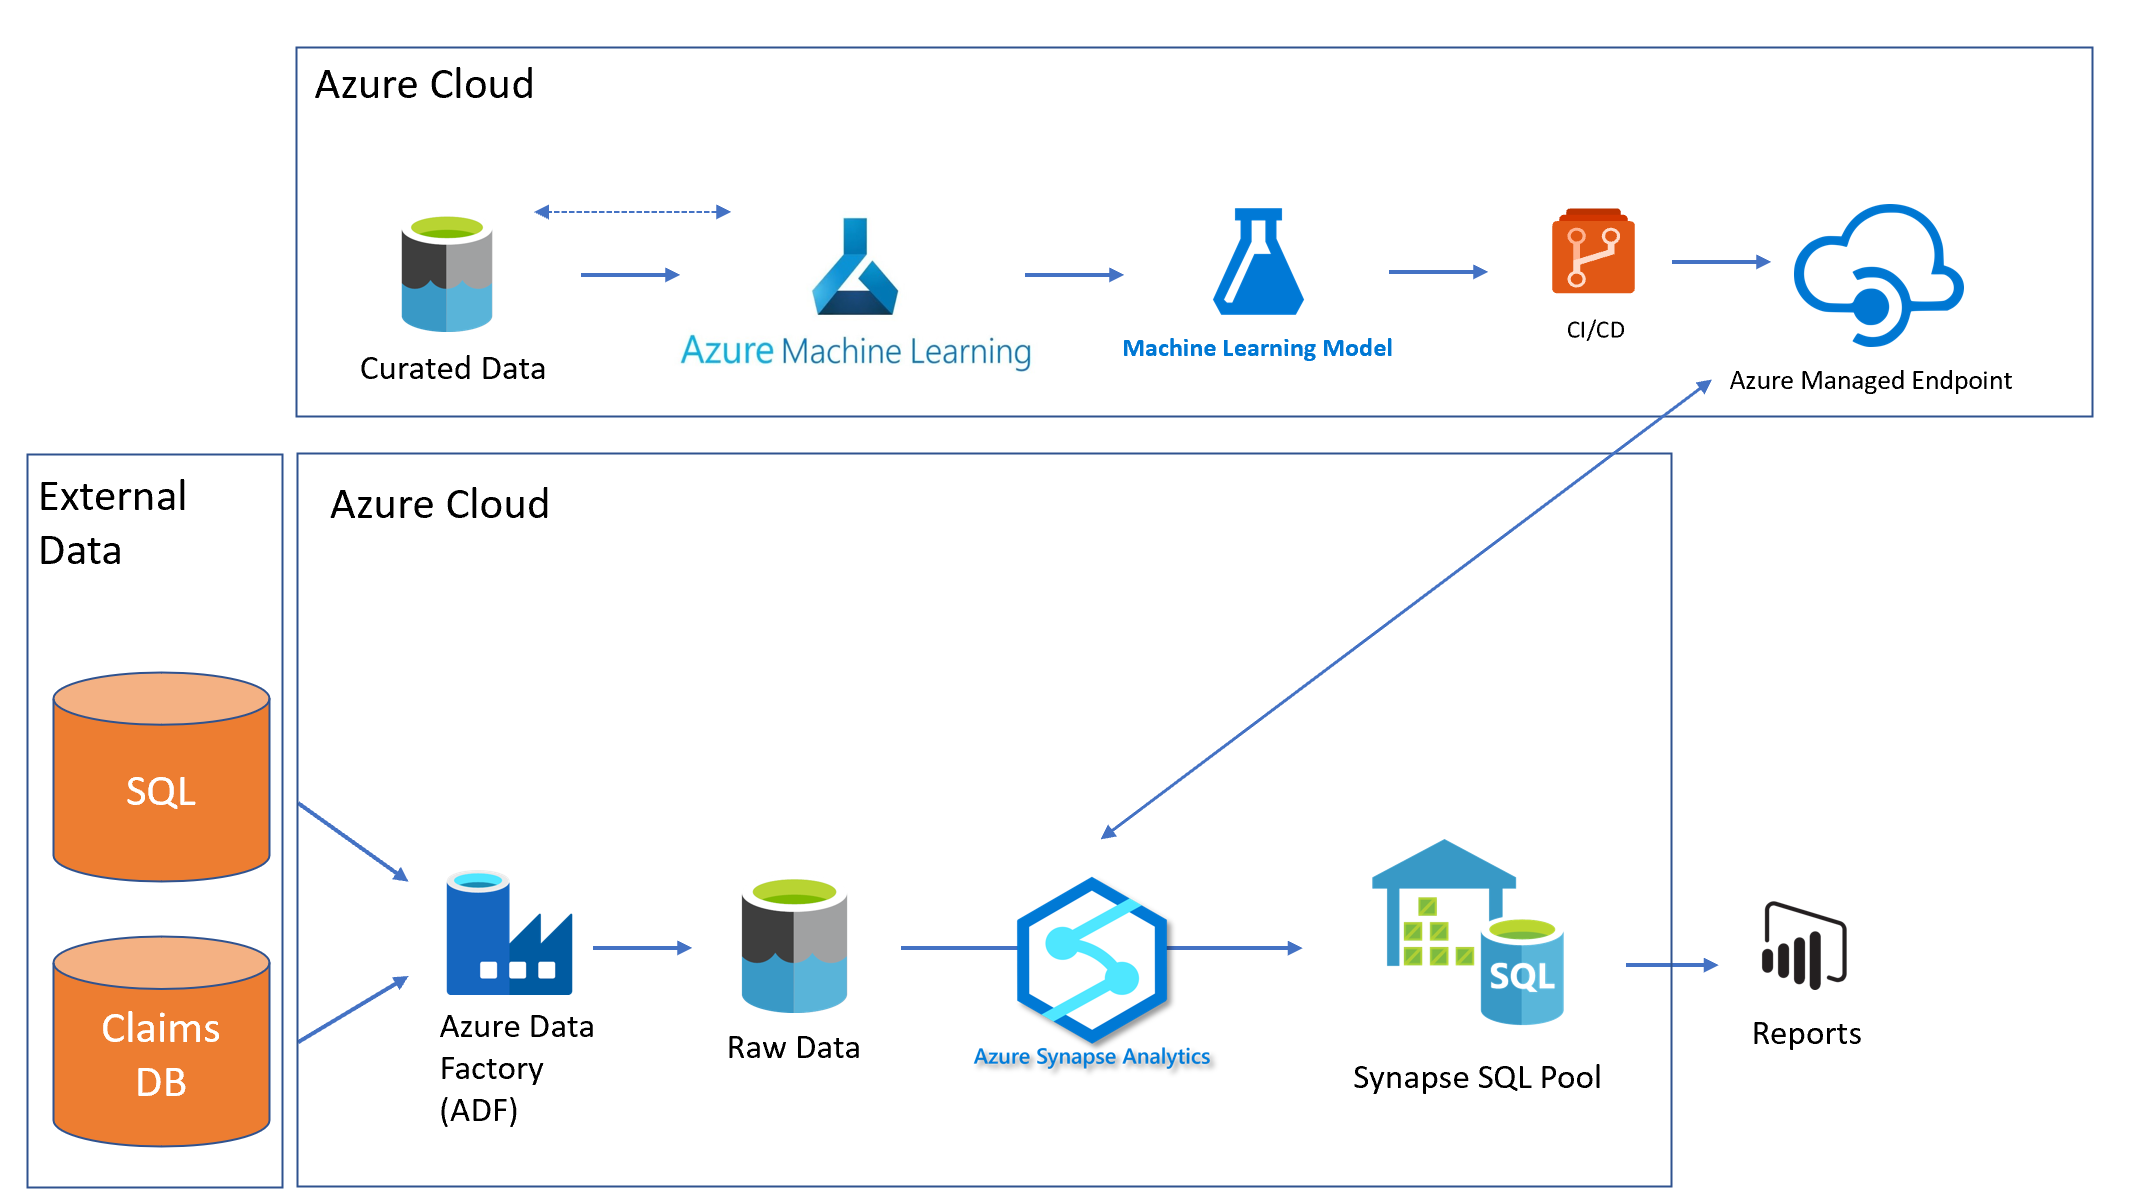 Azure Cloud
Curated Data
Azure Machine Learning
Machine Learning Model
CI/CD
Azure Managed Endpoint
External
Data
SQL
Claims
DB
Azure Cloud
Azure Data
Factory
(ADF)
Raw Data
Azure Synapse Analytics
SQL
Synapse SQL Pool
Reports